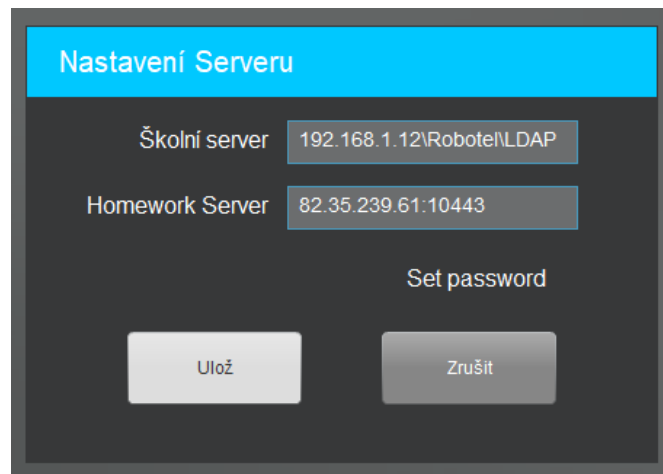 Nastavení Serveru
Školní server 192.168.1.12\Robotel\LDAP
Homework Server 82.35.239.61:10443
Set password
Ulož Zrušit